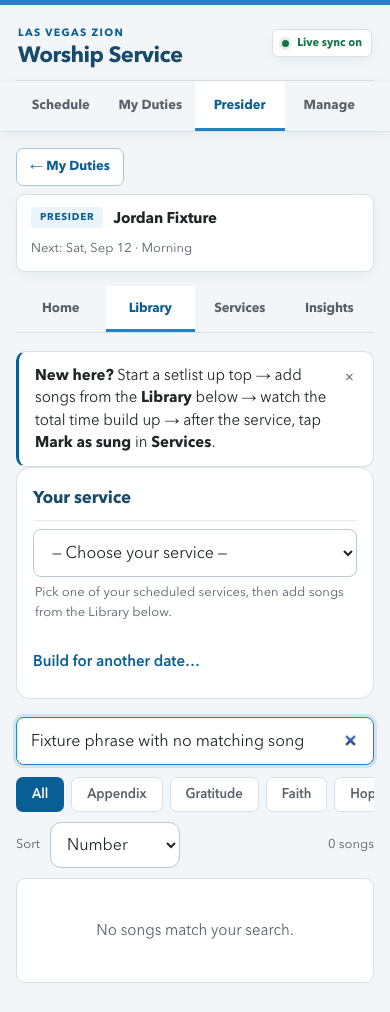 LAS VEGAS ZION
Worship Service
Live sync on
Schedule
My Duties
Presider
Manage
← My Duties
PRESIDER
Jordan Fixture
Next: Sat, Sep 12 · Morning
Home
Library
Services
Insights
New here? Start a setlist up top → add
songs from the Library below → watch the
total time build up → after the service, tap
Mark as sung in Services.
×
Your service
— Choose your service —
Pick one of your scheduled services, then add songs
from the Library below.
Build for another date…
Fixture phrase with no matching song
×
All
Appendix
Gratitude
Faith
Hop
Sort
Number
0 songs
No songs match your search.